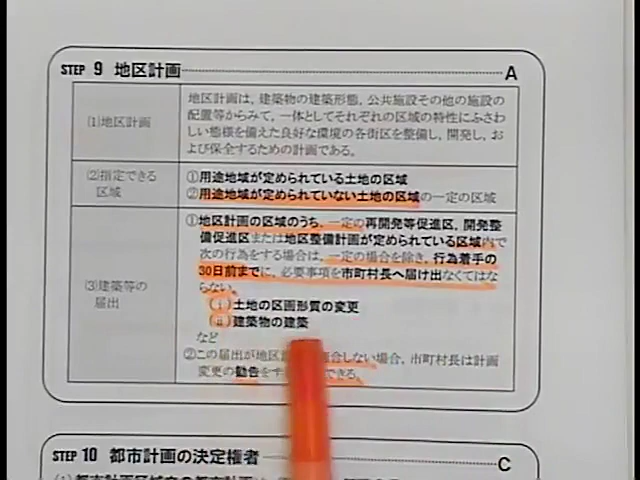 STEP 9 地区計画 A
(1)地区計画
地区計画は、建築物の建築形態、公共施設その他の施設の
配置等からみて、一体としてそれぞれの区域の特性にふさわ
しい態様を備えた良好な環境の各街区を整備し、開発し、お
よび保全するための計画である。
(2)指定できる
区域
①用途地域が定められている土地の区域
②用途地域が定められていない土地の区域の一定の区域
(3)建築等の
届出
①地区計画の区域のうち、一定の再開発等促進区、開発整
備促進区または地区整備計画が定められている区域内で
次の行為をする場合は、一定の場合を除き、行為着手の
30日前までに、必要事項を市町村長へ届け出なくてはな
らない。
(ⅰ)土地の区画形質の変更
(ⅱ)建築物の建築
など
②この届出が地区 適合しない場合、市町村長は計画
変更の勧告をす できる。
STEP 10 都市計画の決定権者 C